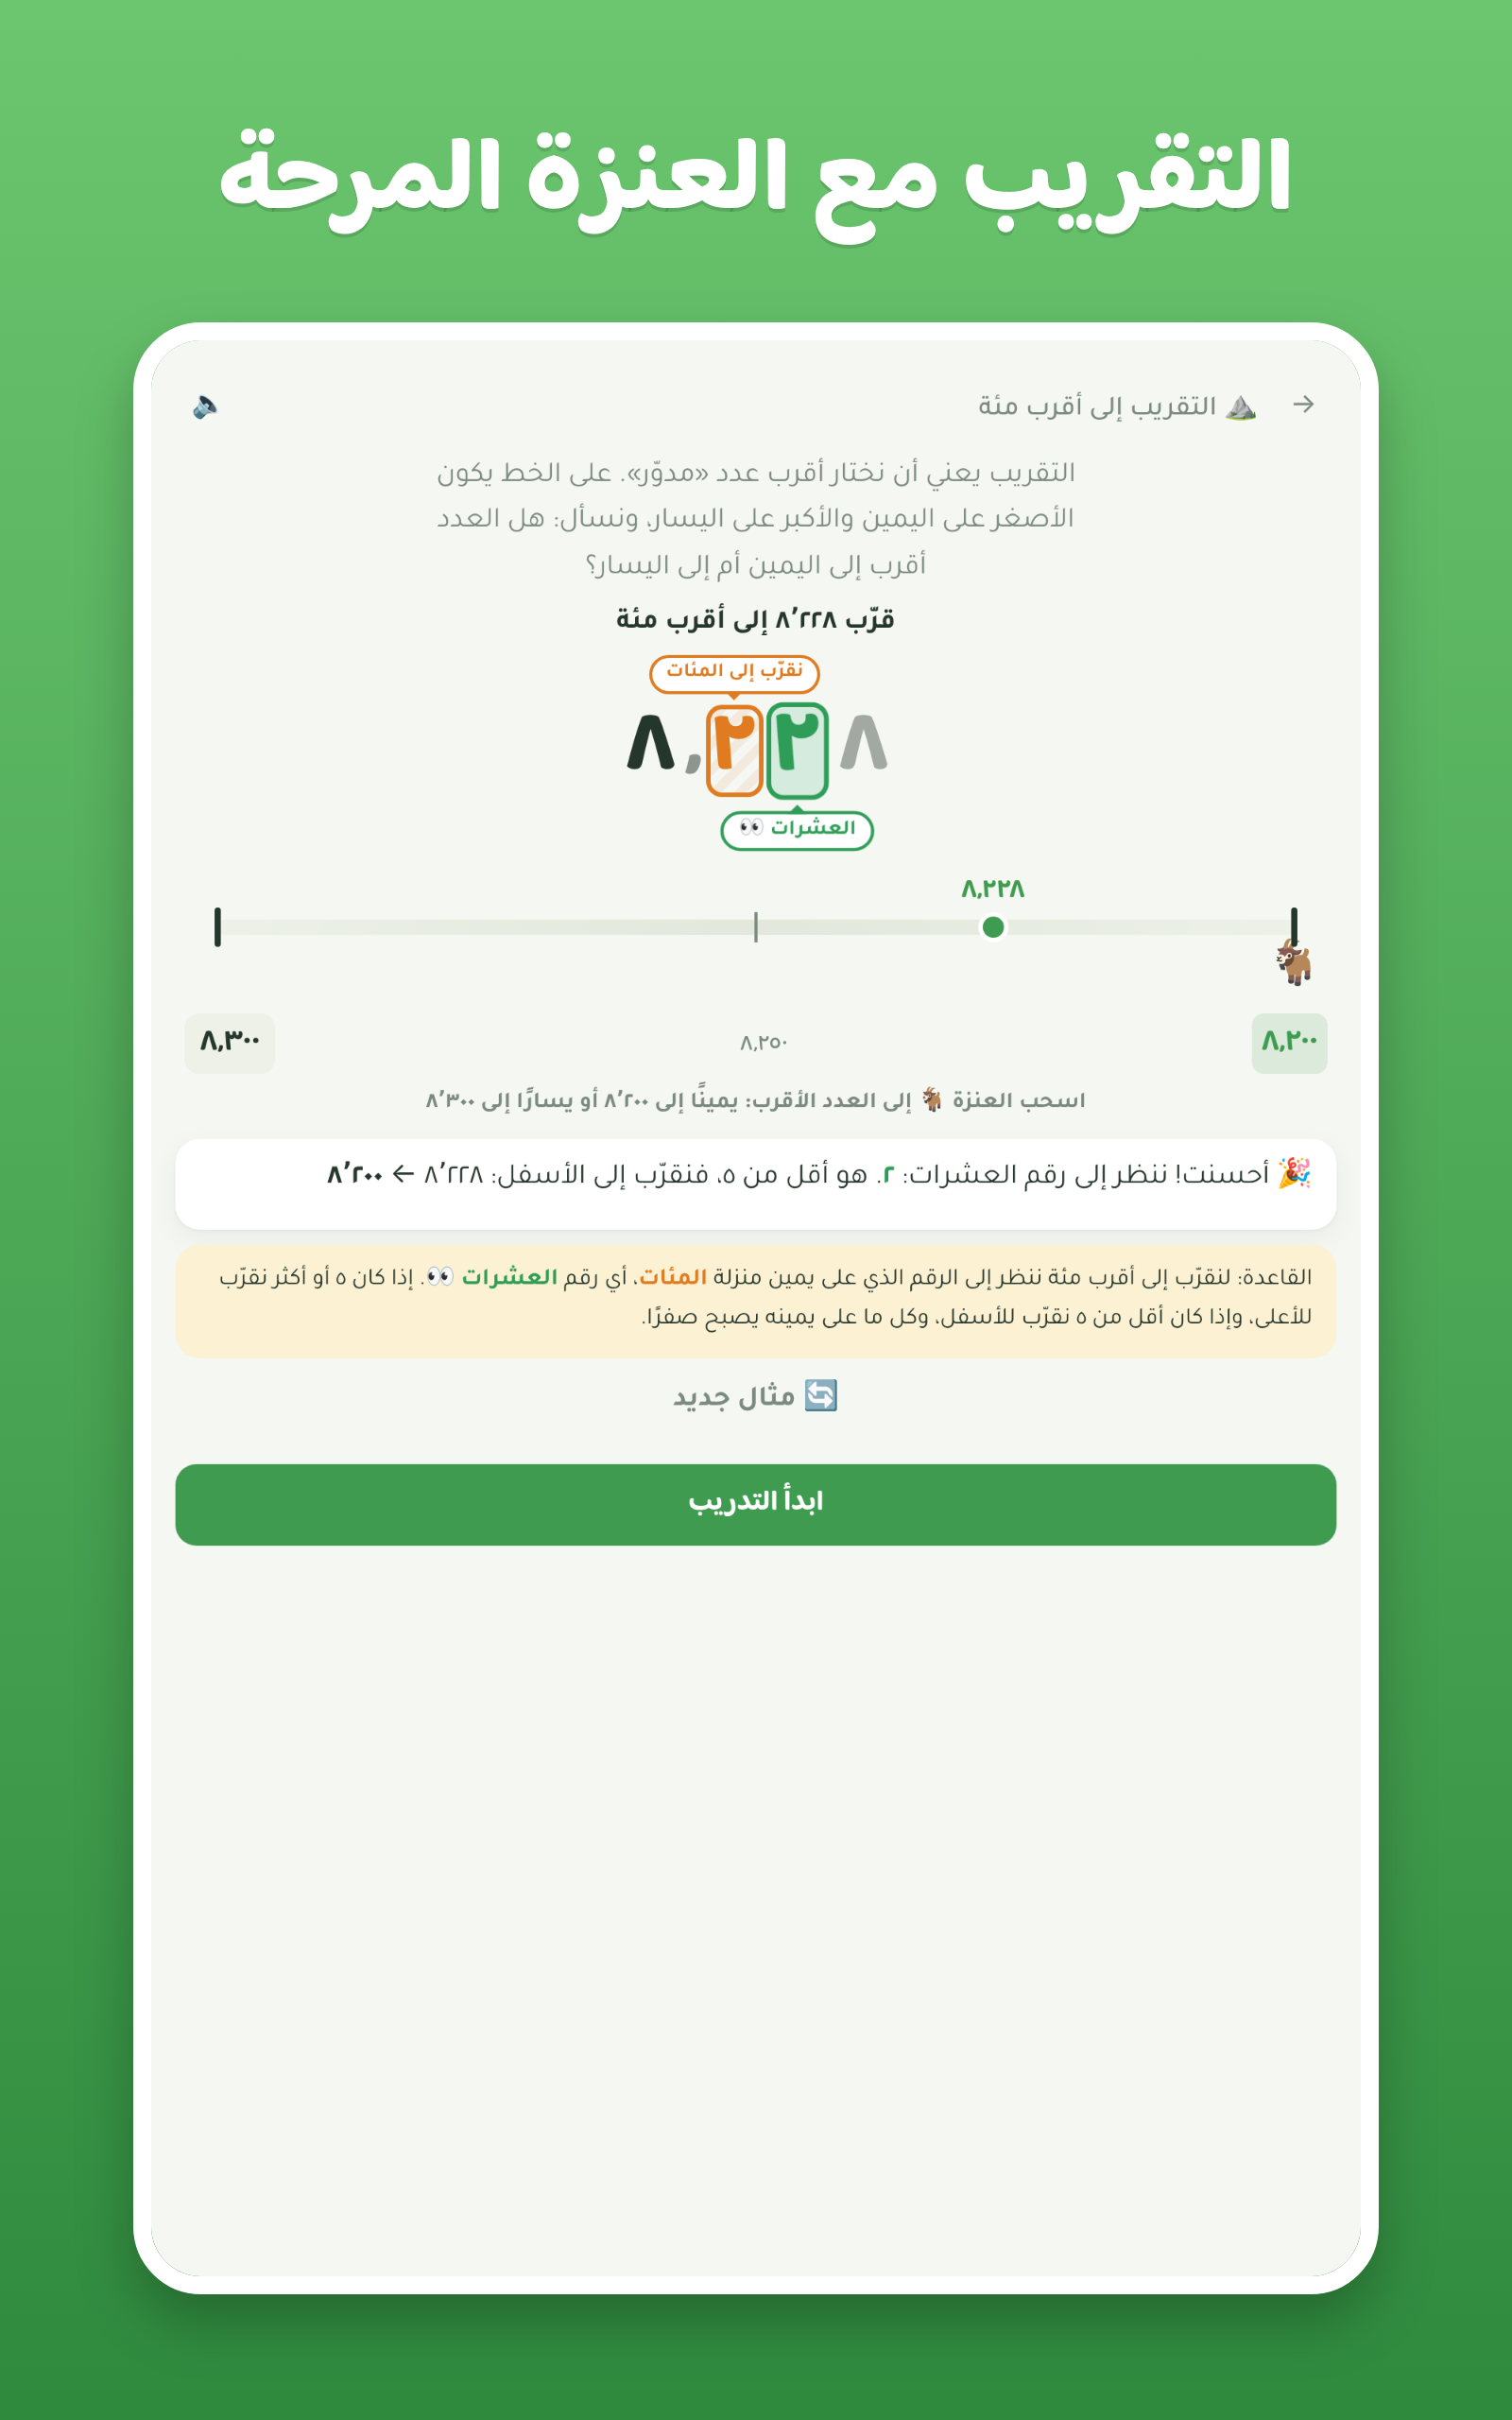 التقريب مع العنزة المرحة
→ ⛰️ التقريب إلى أقرب مئة 🔈
التقريب يعني أن نختار أقرب عدد «مدوّر». على الخط يكون
الأصغر على اليمين والأكبر على اليسار، ونسأل: هل العدد
أقرب إلى اليمين أم إلى اليسار؟
قرّب ٨٬٢٢٨ إلى أقرب مئة
نقرّب إلى المئات
٨٬٢٢٨
العشرات 👀
٨٬٢٢٨
🐐
٨٬٢٠٠ ٨٬٢٥٠ ٨٬٣٠٠
اسحب العنزة 🐐 إلى العدد الأقرب: يمينًا إلى ٨٬٢٠٠ أو يسارًا إلى ٨٬٣٠٠
🎉 أحسنت! ننظر إلى رقم العشرات: ٢. هو أقل من ٥، فنقرّب إلى الأسفل: ٨٬٢٢٨ ← ٨٬٢٠٠
القاعدة: لنقرّب إلى أقرب مئة ننظر إلى الرقم الذي على يمين منزلة المئات، أي رقم العشرات 👀. إذا كان ٥ أو أكثر نقرّب
للأعلى، وإذا كان أقل من ٥ نقرّب للأسفل، وكل ما على يمينه يصبح صفرًا.
🔄 مثال جديد
ابدأ التدريب